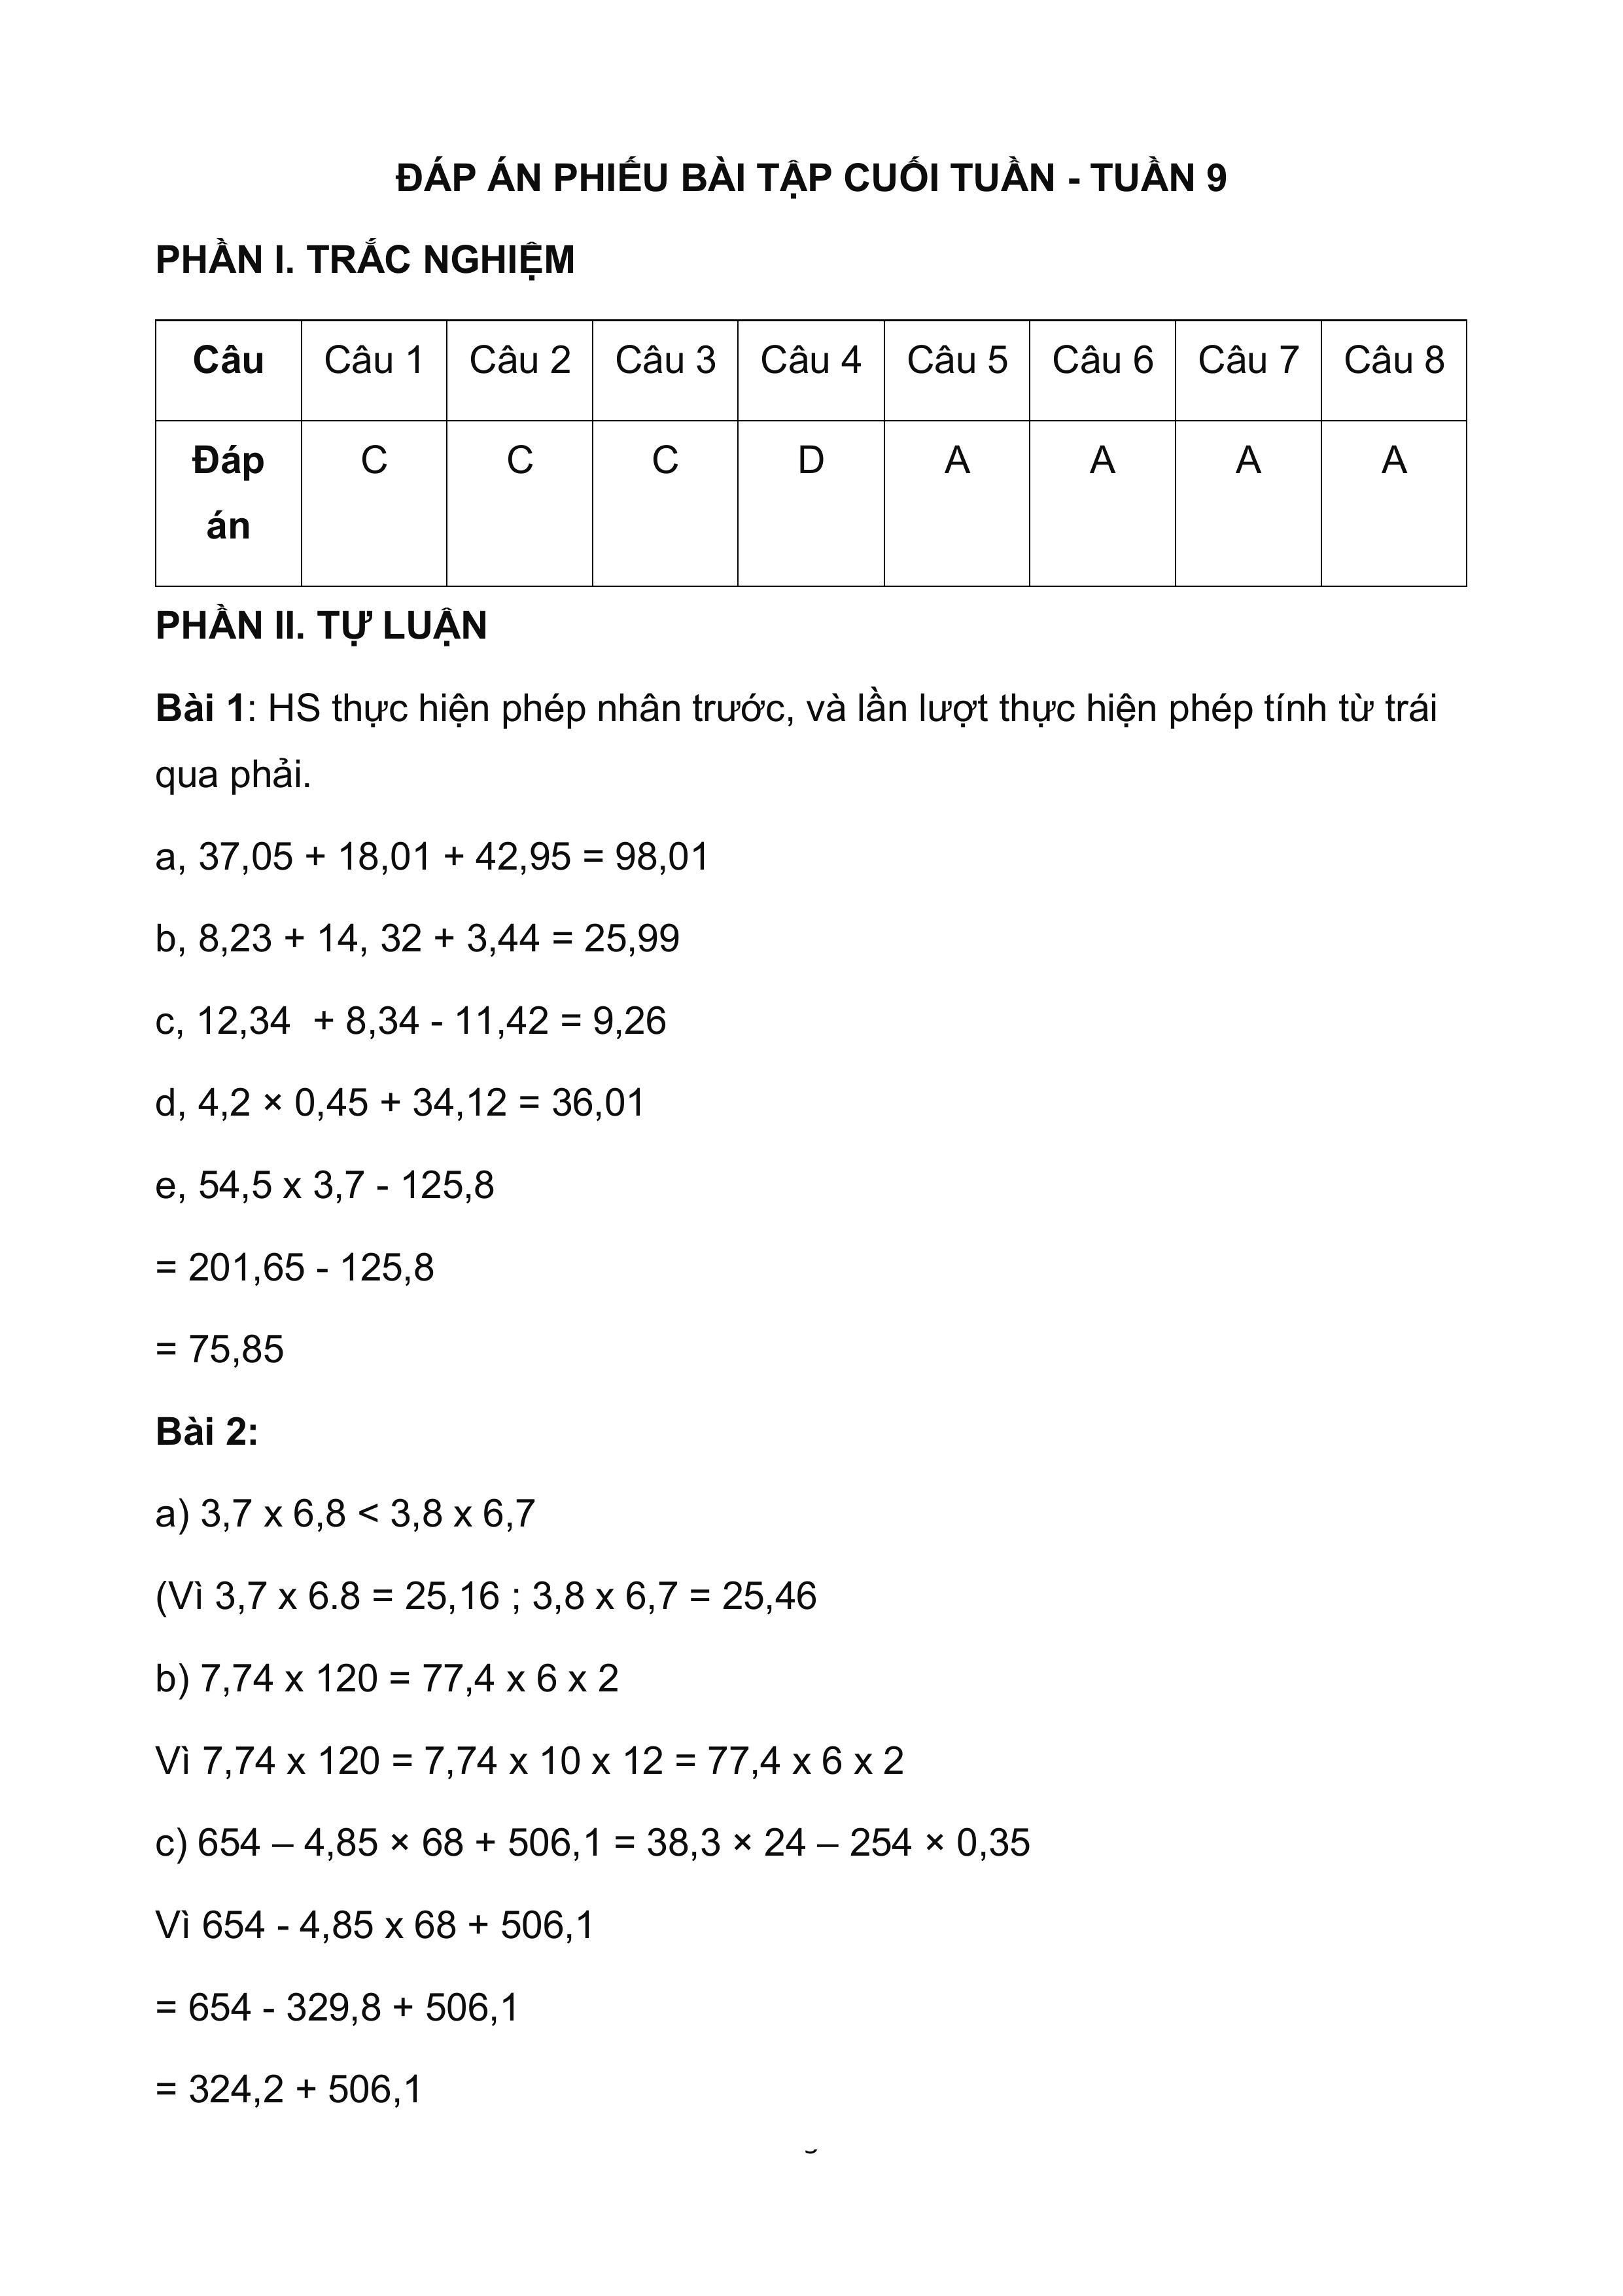 ĐÁP ÁN PHIẾU BÀI TẬP CUỐI TUẦN - TUẦN 9
PHẦN I. TRẮC NGHIỆM
Câu Câu 1 Câu 2 Câu 3 Câu 4 Câu 5 Câu 6 Câu 7 Câu 8
Đáp C C C D A A A A
án
PHẦN II. TỰ LUẬN
Bài 1: HS thực hiện phép nhân trước, và lần lượt thực hiện phép tính từ trái
qua phải.
a, 37,05 + 18,01 + 42,95 = 98,01
b, 8,23 + 14, 32 + 3,44 = 25,99
c, 12,34  + 8,34 - 11,42 = 9,26
d, 4,2 × 0,45 + 34,12 = 36,01
e, 54,5 x 3,7 - 125,8
= 201,65 - 125,8
= 75,85
Bài 2:
a) 3,7 x 6,8 < 3,8 x 6,7
(Vì 3,7 x 6.8 = 25,16 ; 3,8 x 6,7 = 25,46
b) 7,74 x 120 = 77,4 x 6 x 2
Vì 7,74 x 120 = 7,74 x 10 x 12 = 77,4 x 6 x 2
c) 654 – 4,85 × 68 + 506,1 = 38,3 × 24 – 254 × 0,35
Vì 654 - 4,85 x 68 + 506,1
= 654 - 329,8 + 506,1
= 324,2 + 506,1